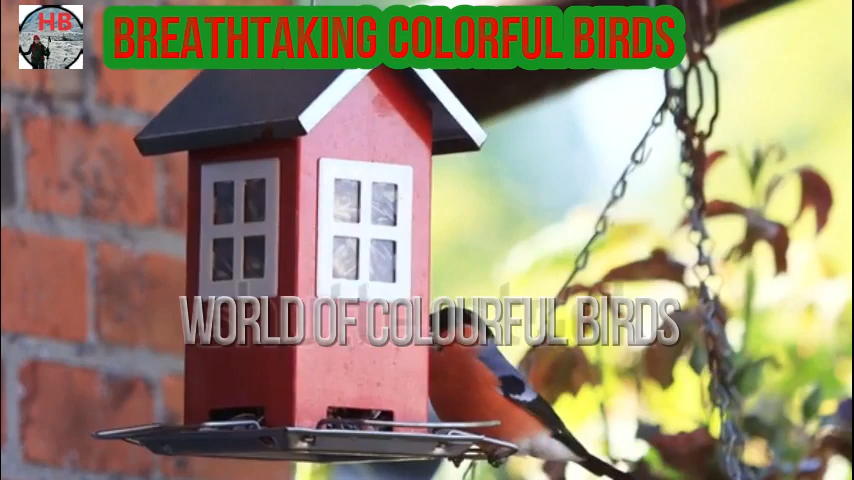 HB
BREATHTAKING COLORFUL BIRDS
WORLD OF COLOURFUL BIRDS